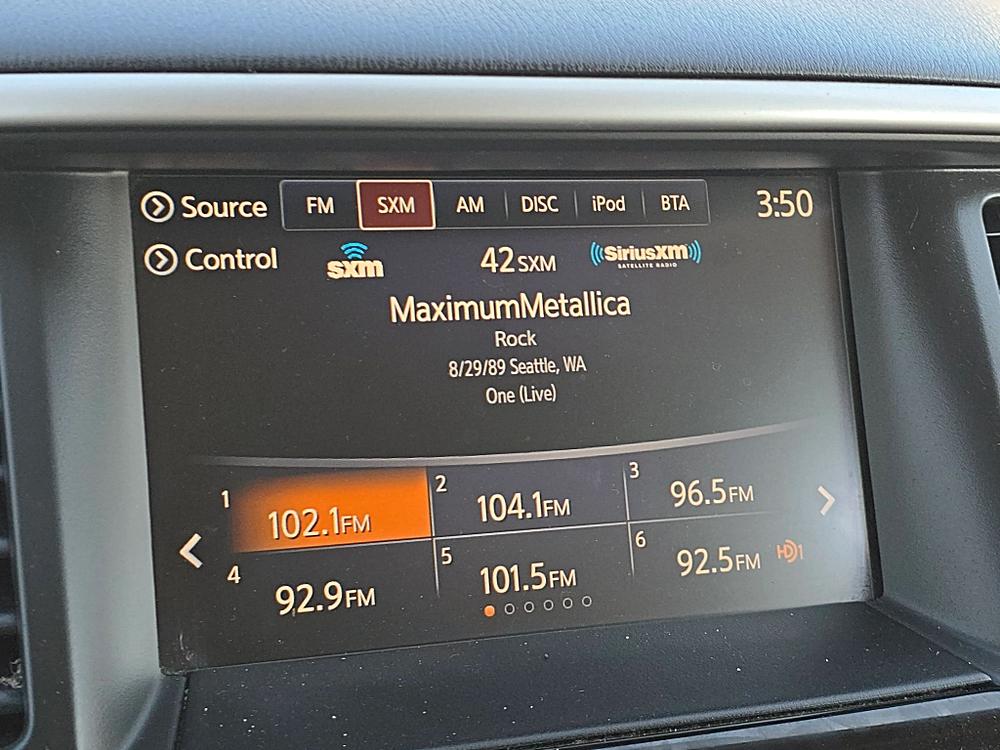 Source FM SXM AM DISC iPod BTA 3:50
Control sxm 42 SXM SiriusXM
SATELLITE RADIO
MaximumMetallica
Rock
8/29/89 Seattle, WA
One (Live)
1 102.1FM 2 104.1FM 3 96.5FM
4 92.9FM 5 101.5FM 6 92.5FM HD1